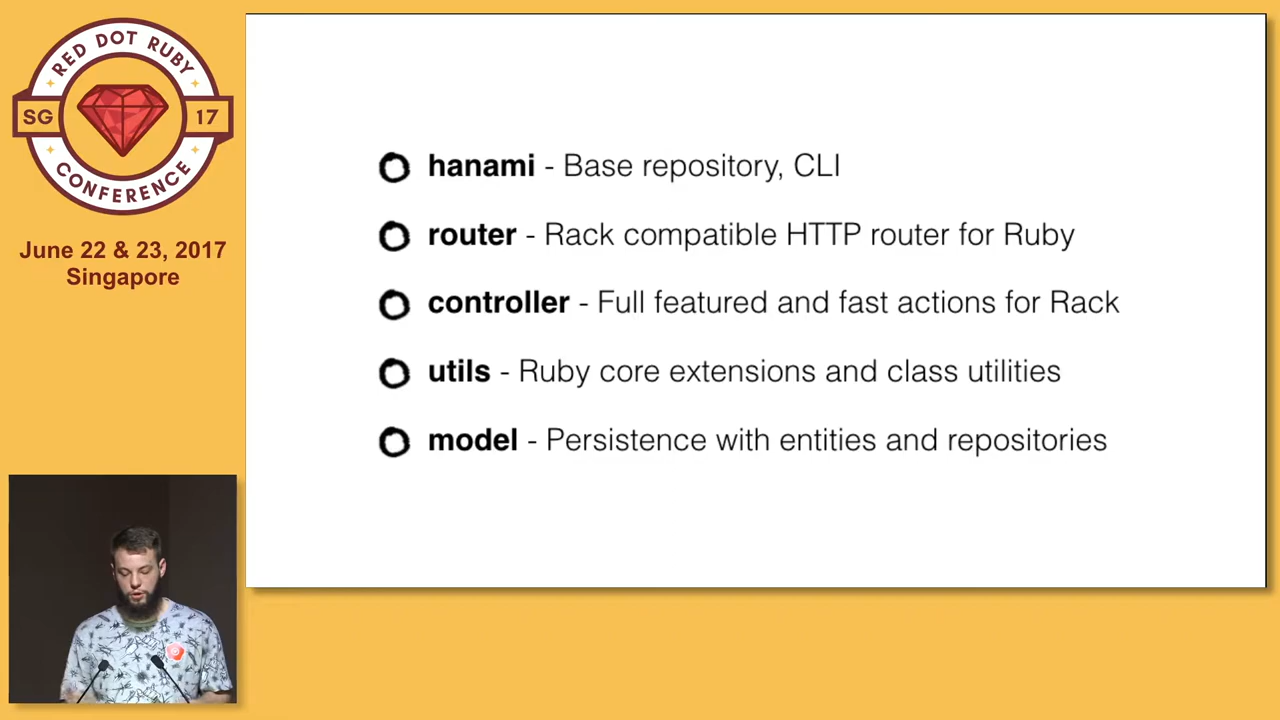 RED DOT RUBY
SG 17
CONFERENCE
June 22 & 23, 2017
Singapore
hanami - Base repository, CLI
router - Rack compatible HTTP router for Ruby
controller - Full featured and fast actions for Rack
utils - Ruby core extensions and class utilities
model - Persistence with entities and repositories